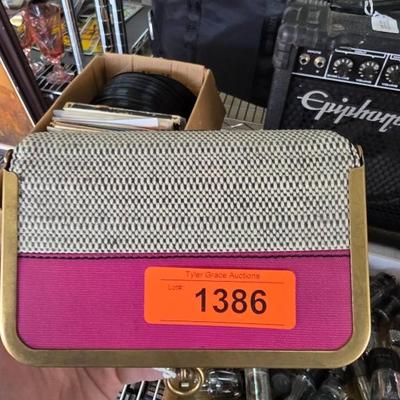 Epiphone
Tyler Grace Auctions
Lot#:
1386